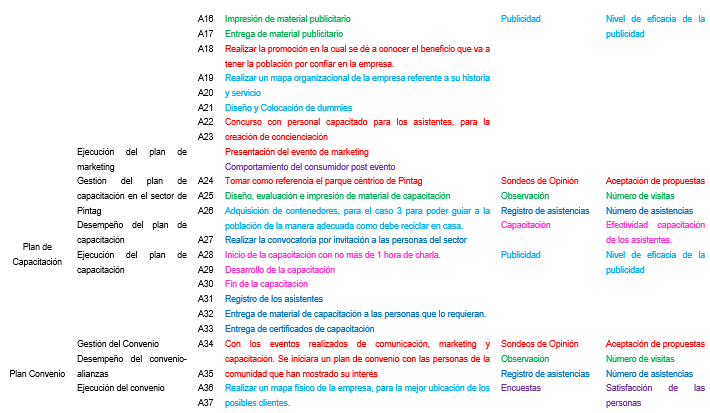 A16 Impresión de material publicitario Publicidad Nivel de eficacia de la
A17 Entrega de material publicitario publicidad
A18 Realizar la promoción en la cual se dé a conocer el beneficio que va a
tener la población por confiar en la empresa.
A19 Realizar un mapa organizacional de la empresa referente a su historia
A20 y servicio
A21 Diseño y Colocación de dummies
A22 Concurso con personal capacitado para los asistentes, para la
A23 creación de concienciación
Ejecución del plan de Presentación del evento de marketing
marketing Comportamiento del consumidor post evento
Gestión del plan de A24 Tomar como referencia el parque céntrico de Pintag Sondeos de Opinión Aceptación de propuestas
capacitación en el sector de A25 Diseño, evaluación e impresión de material de capacitación Observación Número de visitas
Pintag A26 Adquisición de contenedores, para el caso 3 para poder guiar a la Registro de asistencias Número de asistencias
Desempeño del plan de población de la manera adecuada como debe reciclar en casa. Capacitación Efectividad capacitación
Plan de capacitación A27 Realizar la convocatoria por invitación a las personas del sector de los asistentes.
Capacitación Ejecución del plan de A28 Inicio de la capacitación con no más de 1 hora de charla. Publicidad Nivel de eficacia de la
capacitación A29 Desarrollo de la capacitación publicidad
A30 Fin de la capacitación
A31 Registro de los asistentes
A32 Entrega de material de capacitación a las personas que lo requieran.
A33 Entrega de certificados de capacitación
Gestión del Convenio A34 Con los eventos realizados de comunicación, marketing y Sondeos de Opinión Aceptación de propuestas
Desempeño del convenio- capacitación. Se iniciara un plan de convenio con las personas de la Observación Número de visitas
Plan Convenio alianzas A35 comunidad que han mostrado su interés Registro de asistencias Número de asistencias
Ejecución del convenio A36 Realizar un mapa físico de la empresa, para la mejor ubicación de los Encuestas Satisfacción de las
A37 posibles clientes. personas